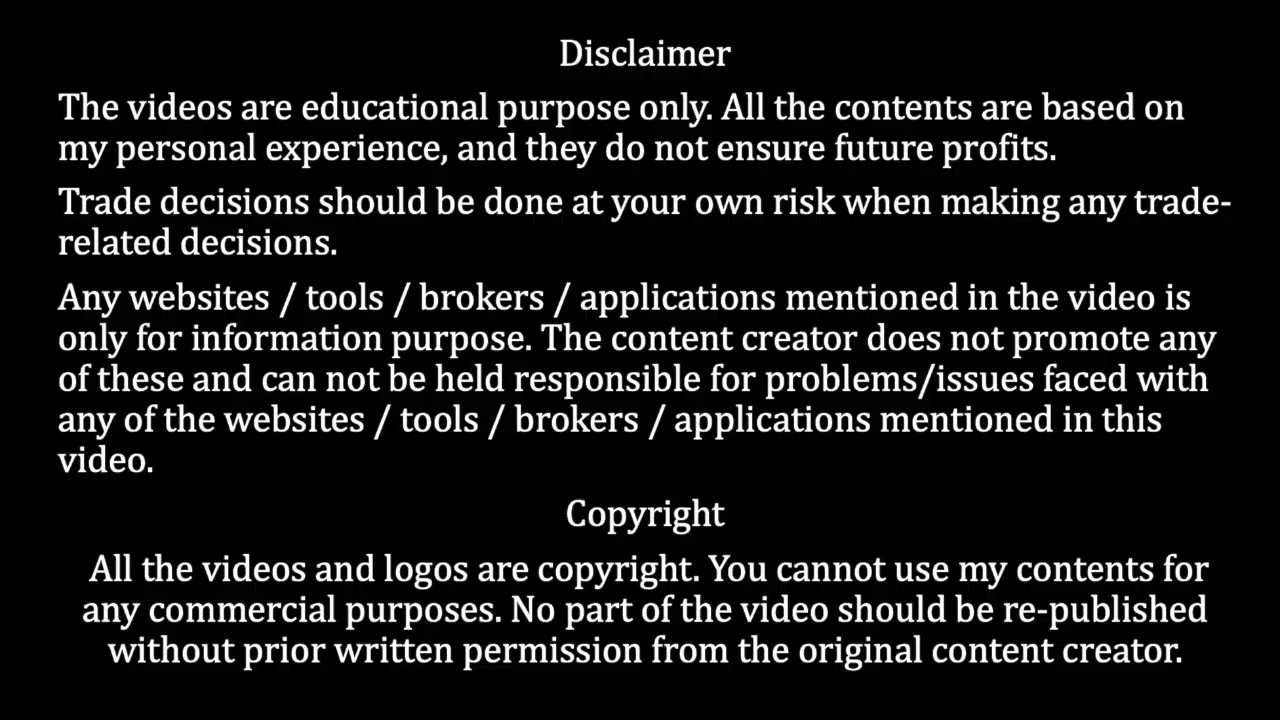 Disclaimer
The videos are educational purpose only. All the contents are based on
my personal experience, and they do not ensure future profits.
Trade decisions should be done at your own risk when making any trade-
related decisions.
Any websites / tools / brokers / applications mentioned in the video is
only for information purpose. The content creator does not promote any
of these and can not be held responsible for problems/issues faced with
any of the websites / tools / brokers / applications mentioned in this
video.
Copyright
All the videos and logos are copyright. You cannot use my contents for
any commercial purposes. No part of the video should be re-published
without prior written permission from the original content creator.